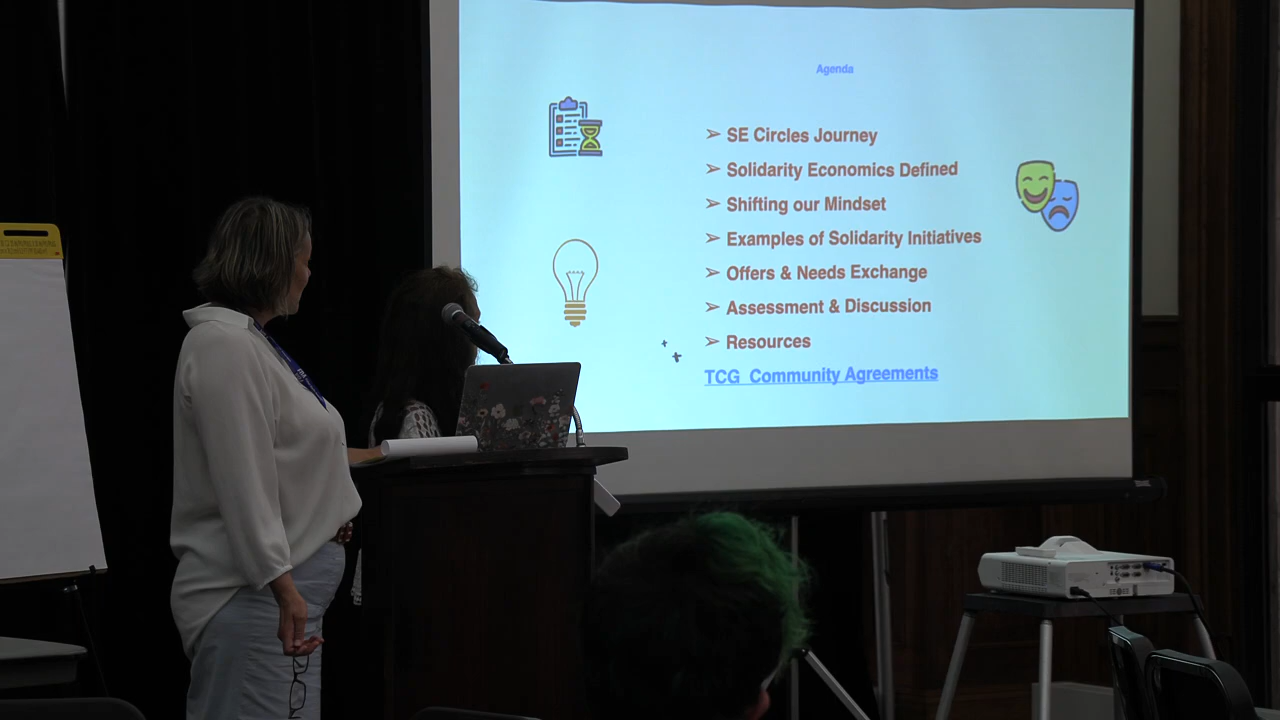 Agenda
➢ SE Circles Journey
➢ Solidarity Economics Defined
➢ Shifting our Mindset
➢ Examples of Solidarity Initiatives
➢ Offers & Needs Exchange
➢ Assessment & Discussion
➢ Resources
TCG Community Agreements